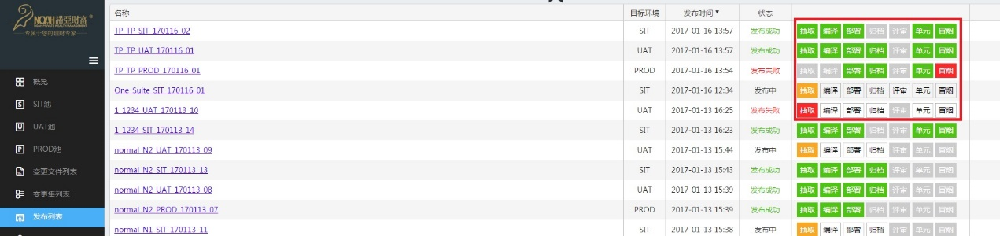 NOAH 諾亞財富®
NOAH PRIVATE WEALTH MANAGEMENT
专属于您的理财专家
概览
SIT池
UAT池
PROD池
变更文件列表
变更集列表
发布列表
名称 目标环境 发布时间 状态
TP_TP_SIT_170116_02 SIT 2017-01-16 13:57 发布成功 抽取 编译 部署 归档 评审 单元 冒烟
TP_TP_UAT_170116_01 UAT 2017-01-16 13:57 发布成功 抽取 编译 部署 归档 评审 单元 冒烟
TP_TP_PROD_170116_01 PROD 2017-01-16 13:54 发布失败 抽取 编译 部署 归档 评审 单元 冒烟
One_Suite_SIT_170116_01 SIT 2017-01-16 12:34 发布中 抽取 编译 部署 归档 评审 单元 冒烟
1_1234_UAT_170113_10 UAT 2017-01-13 16:25 发布失败 抽取 编译 部署 归档 评审 单元 冒烟
1_1234_SIT_170113_14 SIT 2017-01-13 16:23 发布成功 抽取 编译 部署 归档 评审 单元 冒烟
normal_N2_UAT_170113_09 UAT 2017-01-13 15:44 发布中 抽取 编译 部署 归档 评审 单元 冒烟
normal_N2_SIT_170113_13 SIT 2017-01-13 15:43 发布成功 抽取 编译 部署 归档 评审 单元 冒烟
normal_N2_UAT_170113_08 UAT 2017-01-13 15:39 发布成功 抽取 编译 部署 归档 评审 单元 冒烟
normal_N2_PROD_170113_07 PROD 2017-01-13 15:39 发布成功 抽取 编译 部署 归档 评审 单元 冒烟
normal_N1_SIT_170113_11 SIT 2017-01-13 15:38 发布中 抽取 编译 部署 归档 评审 单元 冒烟